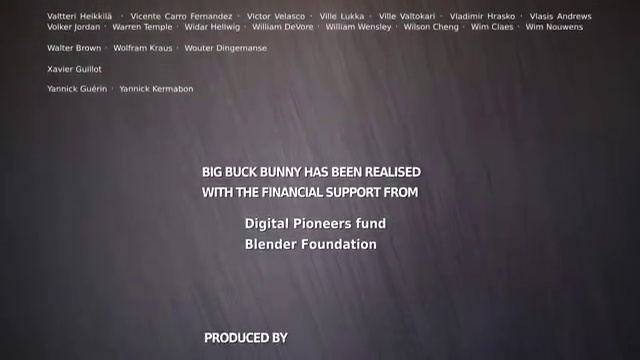 Valtteri Heikkilä · Vicente Carro Fernandez · Victor Velasco · Ville Lukka · Ville Valtokari · Vladimir Hrasko · Vlasis Andrews
Volker Jordan · Warren Temple · Widar Hellwig · William DeVore · William Wensley · Wilson Cheng · Wim Claes · Wim Nouwens
Walter Brown · Wolfram Kraus · Wouter Dingemanse
Xavier Guillot
Yannick Guérin · Yannick Kermabon
BIG BUCK BUNNY HAS BEEN REALISED
WITH THE FINANCIAL SUPPORT FROM
Digital Pioneers fund
Blender Foundation
PRODUCED BY